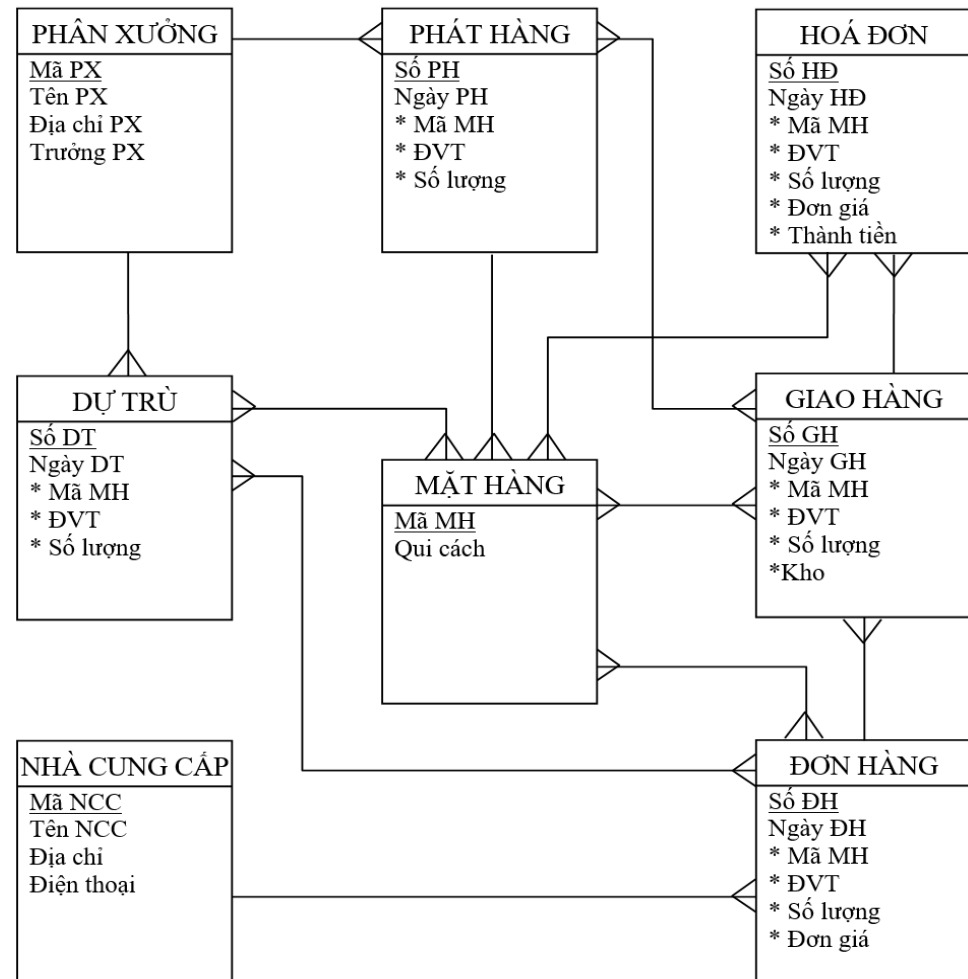 PHÂN XƯỞNG
Mã PX
Tên PX
Địa chỉ PX
Trưởng PX
PHÁT HÀNG
Số PH
Ngày PH
* Mã MH
* ĐVT
* Số lượng
HOÁ ĐƠN
Số HĐ
Ngày HĐ
* Mã MH
* ĐVT
* Số lượng
* Đơn giá
* Thành tiền
DỰ TRÙ
Số DT
Ngày DT
* Mã MH
* ĐVT
* Số lượng
MẶT HÀNG
Mã MH
Qui cách
GIAO HÀNG
Số GH
Ngày GH
* Mã MH
* ĐVT
* Số lượng
*Kho
NHÀ CUNG CẤP
Mã NCC
Tên NCC
Địa chỉ
Điện thoại
ĐƠN HÀNG
Số ĐH
Ngày ĐH
* Mã MH
* ĐVT
* Số lượng
* Đơn giá